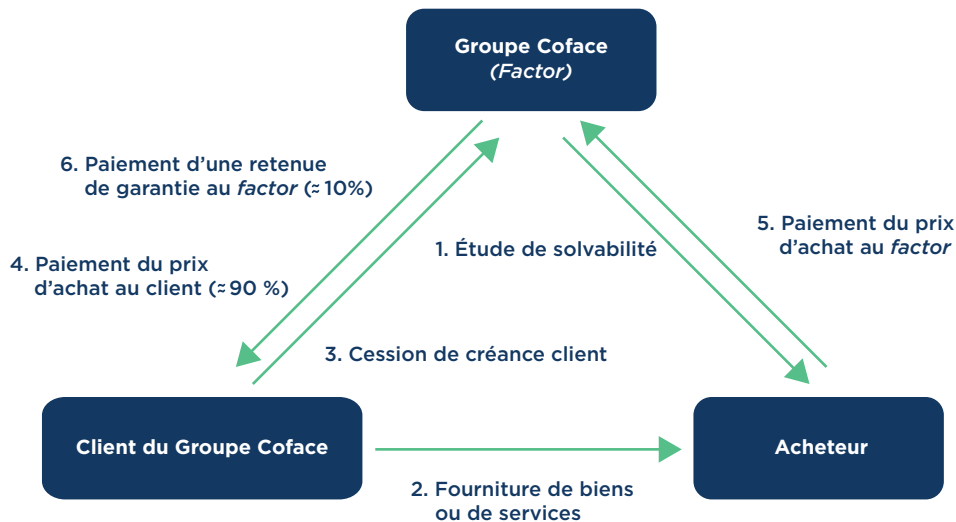 Groupe Coface
(Factor)
6. Paiement d’une retenue
de garantie au factor (≈10%)
1. Étude de solvabilité
5. Paiement du prix
d’achat au factor
4. Paiement du prix
d’achat au client (≈90 %)
3. Cession de créance client
Client du Groupe Coface
Acheteur
2. Fourniture de biens
ou de services